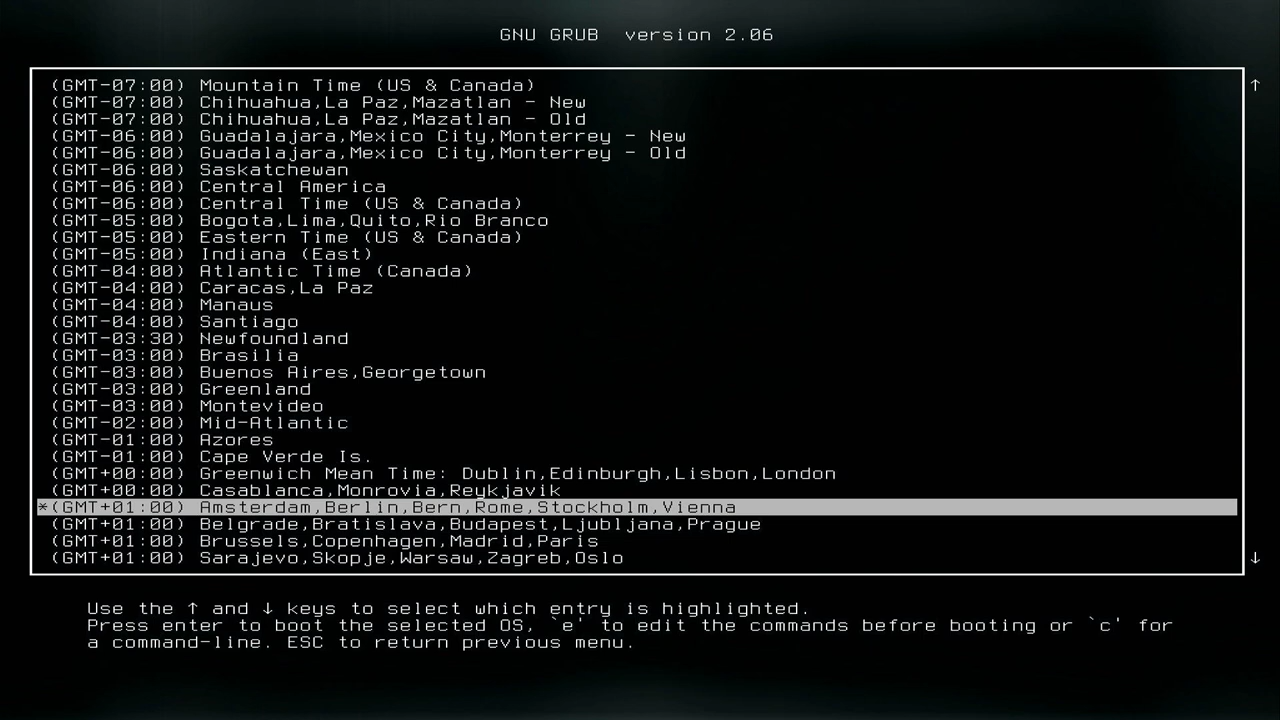 GNU GRUB  version 2.06
(GMT-07:00) Mountain Time (US & Canada)
(GMT-07:00) Chihuahua,La Paz,Mazatlan - New
(GMT-07:00) Chihuahua,La Paz,Mazatlan - Old
(GMT-06:00) Guadalajara,Mexico City,Monterrey - New
(GMT-06:00) Guadalajara,Mexico City,Monterrey - Old
(GMT-06:00) Saskatchewan
(GMT-06:00) Central America
(GMT-06:00) Central Time (US & Canada)
(GMT-05:00) Bogota,Lima,Quito,Rio Branco
(GMT-05:00) Eastern Time (US & Canada)
(GMT-05:00) Indiana (East)
(GMT-04:00) Atlantic Time (Canada)
(GMT-04:00) Caracas,La Paz
(GMT-04:00) Manaus
(GMT-04:00) Santiago
(GMT-03:30) Newfoundland
(GMT-03:00) Brasilia
(GMT-03:00) Buenos Aires,Georgetown
(GMT-03:00) Greenland
(GMT-03:00) Montevideo
(GMT-02:00) Mid-Atlantic
(GMT-01:00) Azores
(GMT-01:00) Cape Verde Is.
(GMT+00:00) Greenwich Mean Time: Dublin,Edinburgh,Lisbon,London
(GMT+00:00) Casablanca,Monrovia,Reykjavik
*(GMT+01:00) Amsterdam,Berlin,Bern,Rome,Stockholm,Vienna
(GMT+01:00) Belgrade,Bratislava,Budapest,Ljubljana,Prague
(GMT+01:00) Brussels,Copenhagen,Madrid,Paris
(GMT+01:00) Sarajevo,Skopje,Warsaw,Zagreb,Oslo
Use the ↑ and ↓ keys to select which entry is highlighted.
Press enter to boot the selected OS, `e' to edit the commands before booting or `c' for
a command-line. ESC to return previous menu.